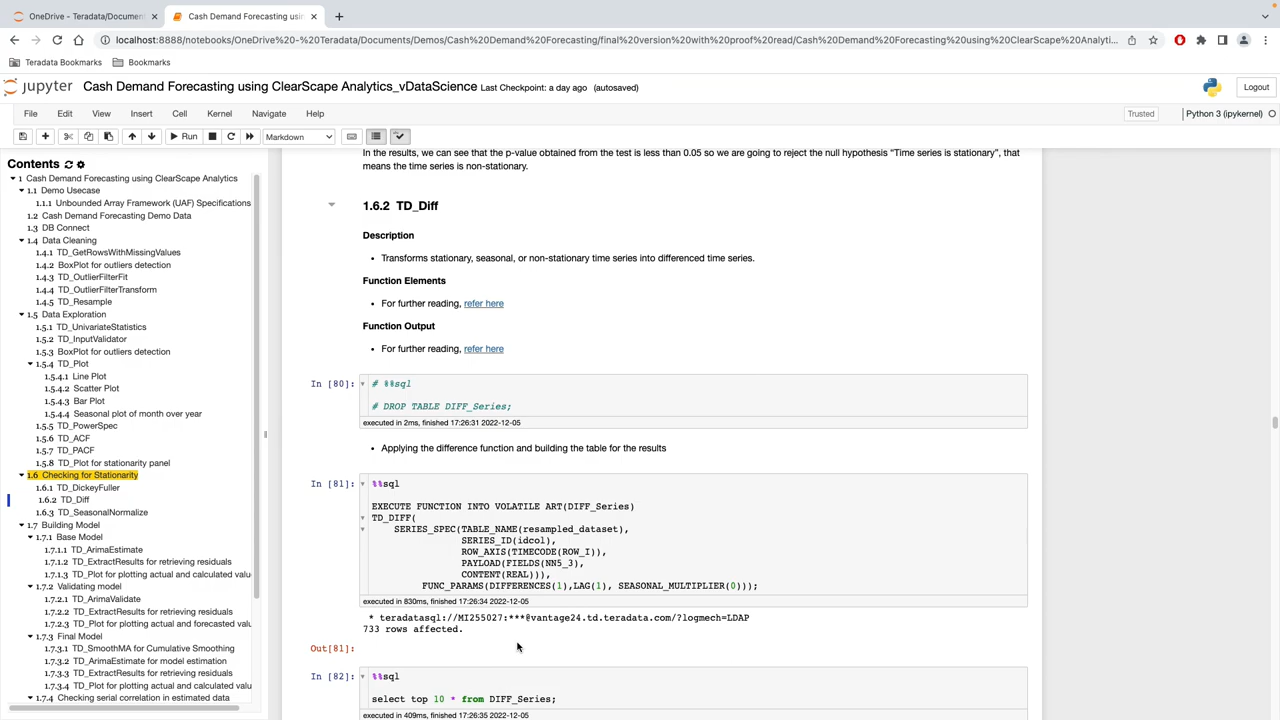 OneDrive - Teradata/Document
Cash Demand Forecasting usin
localhost:8888/notebooks/OneDrive%20-%20Teradata/Documents/Demos/Cash%20Demand%20Forecasting/final%20version%20with%20proof%20read/Cash%20Demand%20Forecasting%20using%20ClearScape%20Analyti...
Teradata Bookmarks
Bookmarks
jupyter
Cash Demand Forecasting using ClearScape Analytics_vDataScience Last Checkpoint: a day ago (autosaved)
Logout
File Edit View Insert Cell Kernel Navigate Help
Trusted
Python 3 (ipykernel)
Run
Markdown
Contents
1 Cash Demand Forecasting using ClearScape Analytics
1.1 Demo Usecase
1.1.1 Unbounded Array Framework (UAF) Specifications
1.2 Cash Demand Forecasting Demo Data
1.3 DB Connect
1.4 Data Cleaning
1.4.1 TD_GetRowsWithMissingValues
1.4.2 BoxPlot for outliers detection
1.4.3 TD_OutlierFilterFit
1.4.4 TD_OutlierFilterTransform
1.4.5 TD_Resample
1.5 Data Exploration
1.5.1 TD_UnivariateStatistics
1.5.2 TD_InputValidator
1.5.3 BoxPlot for outliers detection
1.5.4 TD_Plot
1.5.4.1 Line Plot
1.5.4.2 Scatter Plot
1.5.4.3 Bar Plot
1.5.4.4 Seasonal plot of month over year
1.5.5 TD_PowerSpec
1.5.6 TD_ACF
1.5.7 TD_PACF
1.5.8 TD_Plot for stationarity panel
1.6 Checking for Stationarity
1.6.1 TD_DickeyFuller
1.6.2 TD_Diff
1.6.3 TD_SeasonalNormalize
1.7 Building Model
1.7.1 Base Model
1.7.1.1 TD_ArimaEstimate
1.7.1.2 TD_ExtractResults for retrieving residuals
1.7.1.3 TD_Plot for plotting actual and calculated valu
1.7.2 Validating model
1.7.2.1 TD_ArimaValidate
1.7.2.2 TD_ExtractResults for retrieving residuals
1.7.2.3 TD_Plot for plotting actual and forecasted valu
1.7.3 Final Model
1.7.3.1 TD_SmoothMA for Cumulative Smoothing
1.7.3.2 TD_ArimaEstimate for model estimation
1.7.3.3 TD_ExtractResults for retrieving residuals
1.7.3.4 TD_Plot for plotting actual and calculated valu
1.7.4 Checking serial correlation in estimated data
In the results, we can see that the p-value obtained from the test is less than 0.05 so we are going to reject the null hypothesis “Time series is stationary”, that
means the time series is non-stationary.
1.6.2 TD_Diff
Description
• Transforms stationary, seasonal, or non-stationary time series into differenced time series.
Function Elements
• For further reading, refer here
Function Output
• For further reading, refer here
In [80]: # %%sql
# DROP TABLE DIFF_Series;
executed in 2ms, finished 17:26:31 2022-12-05
• Applying the difference function and building the table for the results
In [81]: %%sql
EXECUTE FUNCTION INTO VOLATILE ART(DIFF_Series)
TD_DIFF(
SERIES_SPEC(TABLE_NAME(resampled_dataset),
SERIES_ID(idcol),
ROW_AXIS(TIMECODE(ROW_I)),
PAYLOAD(FIELDS(NN5_3),
CONTENT(REAL))),
FUNC_PARAMS(DIFFERENCES(1),LAG(1), SEASONAL_MULTIPLIER(0)));
executed in 830ms, finished 17:26:34 2022-12-05
* teradatasql://MI255027:***@vantage24.td.teradata.com/?logmech=LDAP
733 rows affected.
Out[81]:
In [82]: %%sql
select top 10 * from DIFF_Series;
executed in 409ms, finished 17:26:35 2022-12-05